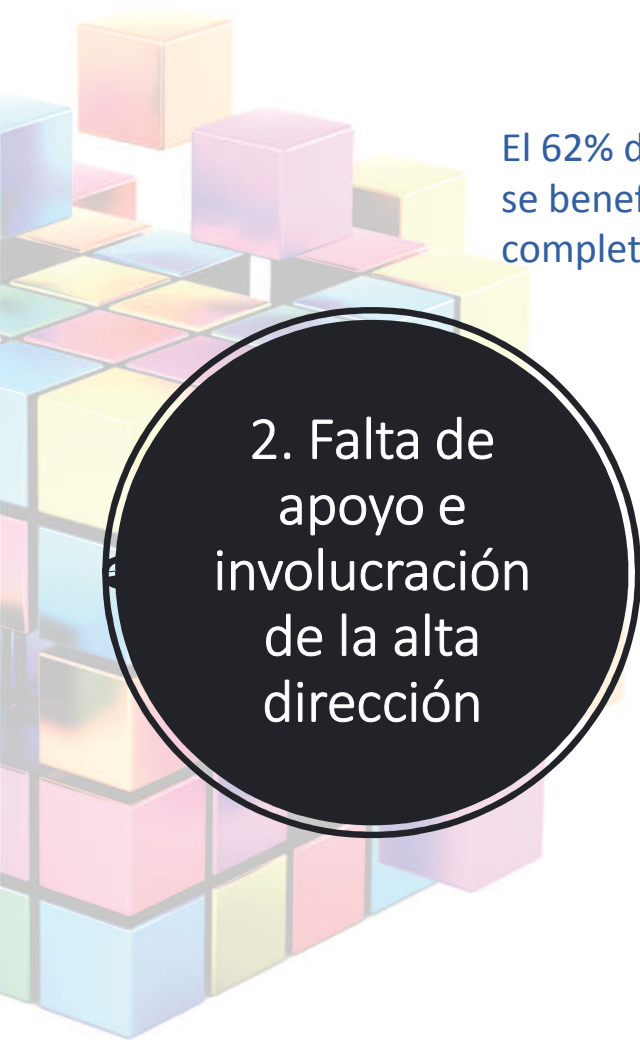 El 62% d
se benef
complet
2. Falta de
apoyo e
involucración
de la alta
dirección